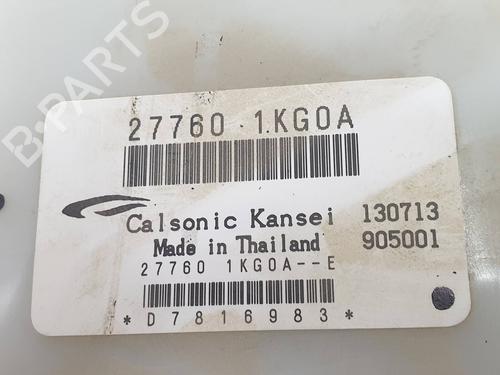 B-PARTS
27760 1KG0A
Calsonic Kansei 130713
Made in Thailand 905001
27760 1KG0A--E
*D7816983*